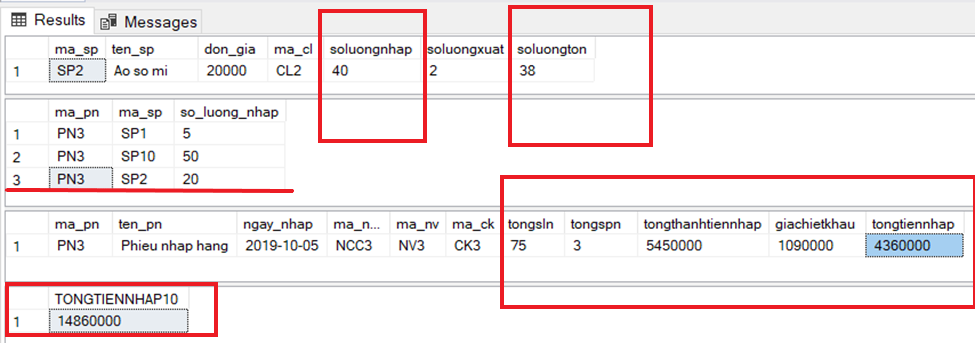 Results Messages
ma_sp ten_sp don_gia ma_cl soluongnhap soluongxuat soluongton
1 SP2 Ao so mi 20000 CL2 40 2 38
ma_pn ma_sp so_luong_nhap
1 PN3 SP1 5
2 PN3 SP10 50
3 PN3 SP2 20
ma_pn ten_pn ngay_nhap ma_n... ma_nv ma_ck tongsln tongspn tongthanhtiennhap giachietkhau tongtiennhap
1 PN3 Phieu nhap hang 2019-10-05 NCC3 NV3 CK3 75 3 5450000 1090000 4360000
TONGTIENNHAP10
1 14860000